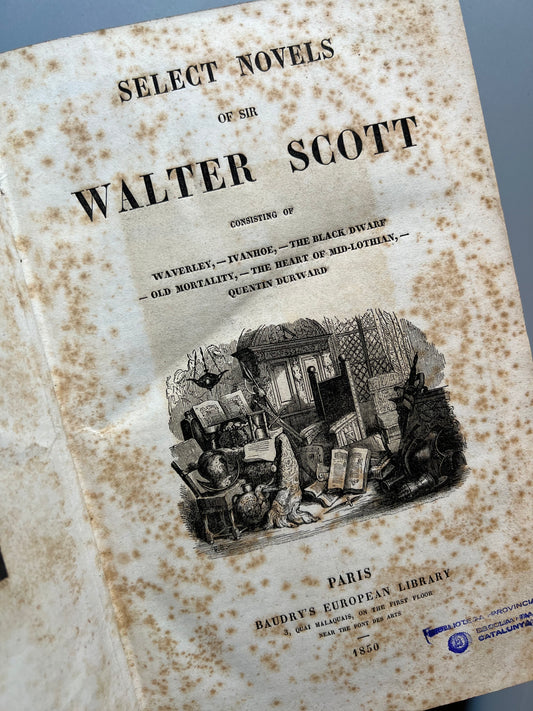 SELECT NOVELS
OF SIR
WALTER SCOTT
CONSISTING OF
WAVERLEY, — IVANHOE, — THE BLACK DWARF
— OLD MORTALITY, — THE HEART OF MID-LOTHIAN, —
QUENTIN DURWARD
PARIS
BAUDRY'S EUROPEAN LIBRARY
3, QUAI MALAQUAIS, ON THE FIRST FLOOR
NEAR THE PONT DES ARTS
1850
BIBLIOTECA PROVINCIA
CATALUNYA